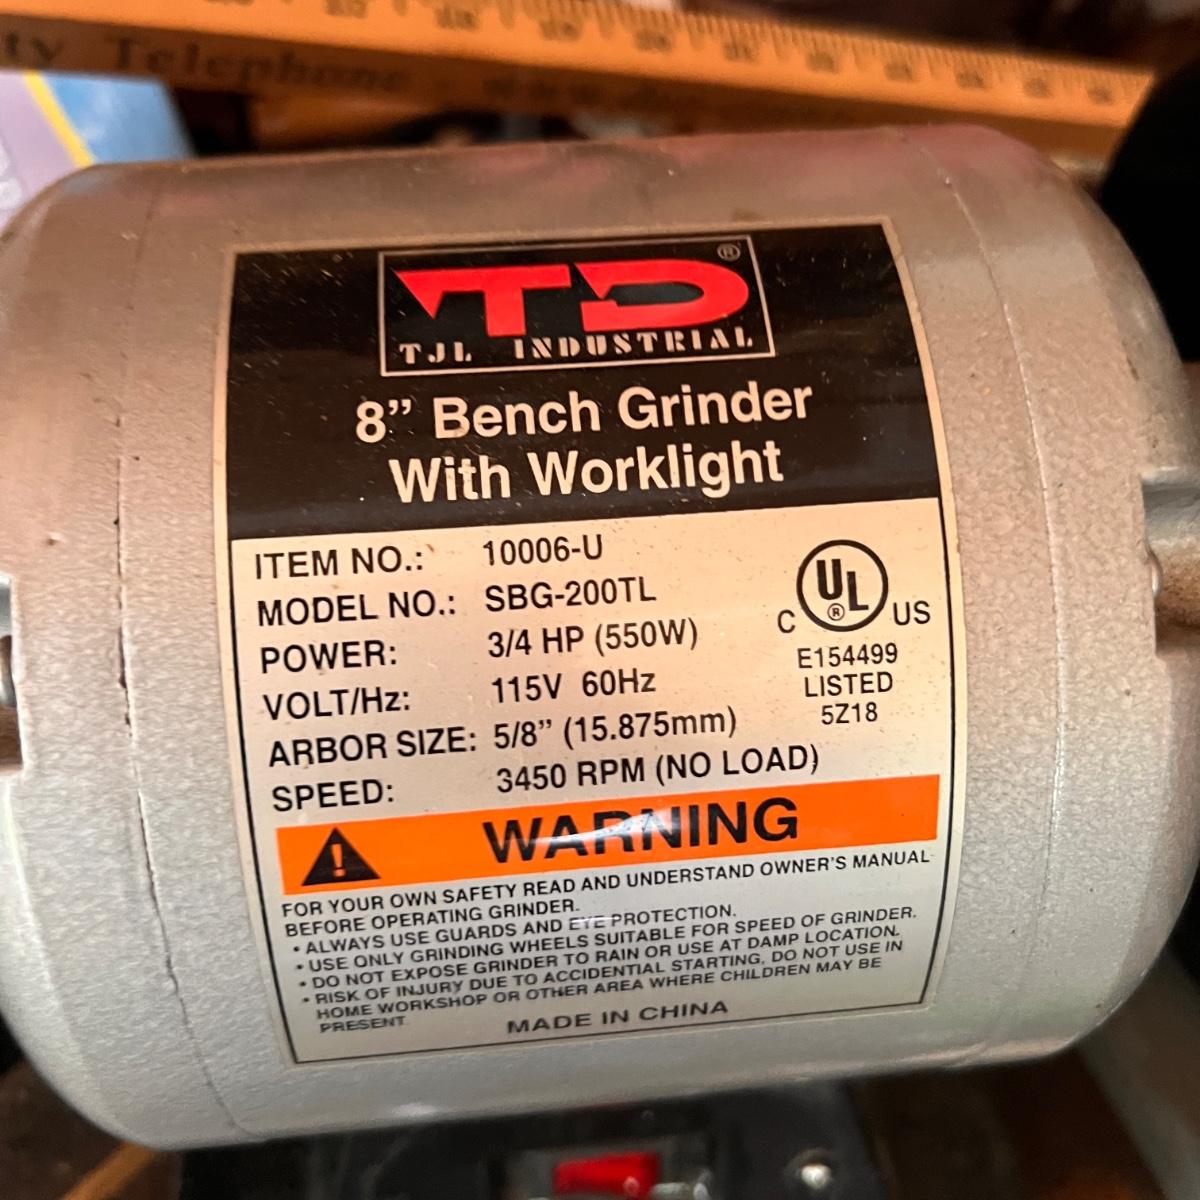 ty Telephone
TD®
TJL INDUSTRIAL
8” Bench Grinder
With Worklight
ITEM NO.: 10006-U
MODEL NO.: SBG-200TL
POWER: 3/4 HP (550W)
VOLT/Hz: 115V 60Hz
ARBOR SIZE: 5/8” (15.875mm)
SPEED: 3450 RPM (NO LOAD)
C UL® US
E154499
LISTED
5Z18
WARNING
FOR YOUR OWN SAFETY READ AND UNDERSTAND OWNER'S MANUAL
BEFORE OPERATING GRINDER.
• ALWAYS USE GUARDS AND EYE PROTECTION.
• USE ONLY GRINDING WHEELS SUITABLE FOR SPEED OF GRINDER.
• DO NOT EXPOSE GRINDER TO RAIN OR USE AT DAMP LOCATION.
• RISK OF INJURY DUE TO ACCIDENTIAL STARTING, DO NOT USE IN
HOME WORKSHOP OR OTHER AREA WHERE CHILDREN MAY BE
PRESENT.
MADE IN CHINA